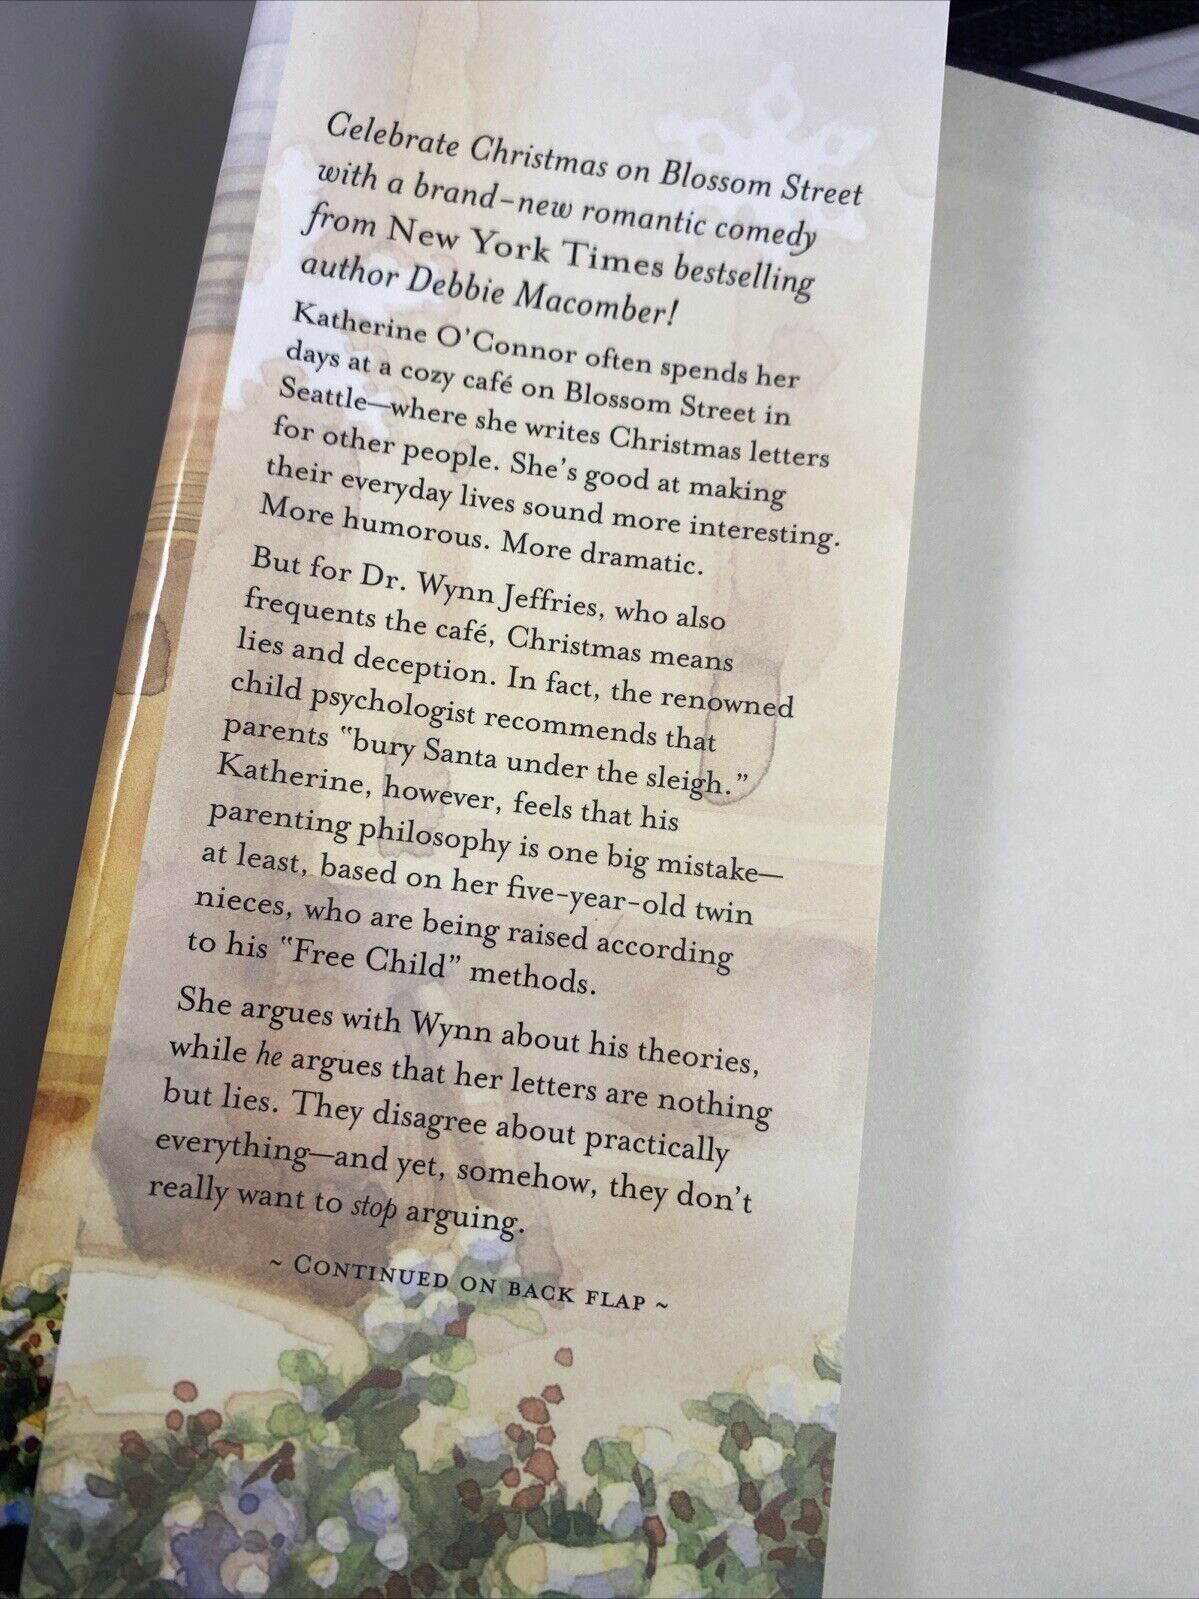 Celebrate Christmas on Blossom Street
with a brand-new romantic comedy
from New York Times bestselling
author Debbie Macomber!
Katherine O'Connor often spends her
days at a cozy café on Blossom Street in
Seattle—where she writes Christmas letters
for other people. She's good at making
their everyday lives sound more interesting.
More humorous. More dramatic.
But for Dr. Wynn Jeffries, who also
frequents the café, Christmas means
lies and deception. In fact, the renowned
child psychologist recommends that
parents "bury Santa under the sleigh."
Katherine, however, feels that his
parenting philosophy is one big mistake—
at least, based on her five-year-old twin
nieces, who are being raised according
to his "Free Child" methods.
She argues with Wynn about his theories,
while he argues that her letters are nothing
but lies. They disagree about practically
everything—and yet, somehow, they don't
really want to stop arguing.
~ CONTINUED ON BACK FLAP ~